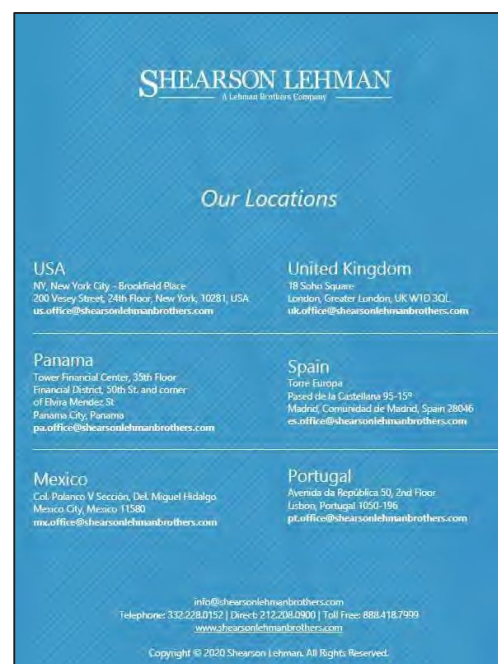 SHEARSON LEHMAN
A Lehman Brothers Company
Our Locations
USA
NY, New York City - Brookfield Place
200 Vesey Street, 24th Floor, New York, 10281, USA
us.office@shearsonlehmanbrothers.com
United Kingdom
18 Soho Square
London, Greater London, UK W1D 3QL
uk.office@shearsonlehmanbrothers.com
Panama
Tower Financial Center, 35th Floor
Financial District, 50th St. and corner
of Elvira Méndez St
Panama City, Panama
pa.office@shearsonlehmanbrothers.com
Spain
Torre Europa
Pased de la Castellana 95-15º
Madrid, Comunidad de Madrid, Spain 28046
es.office@shearsonlehmanbrothers.com
Mexico
Col. Polanco V Sección, Del. Miguel Hidalgo
Mexico City, Mexico 11580
mx.office@shearsonlehmanbrothers.com
Portugal
Avenida da República 50, 2nd Floor
Lisbon, Portugal 1050-196
pt.office@shearsonlehmanbrothers.com
info@shearsonlehmanbrothers.com
Telephone: 332.228.0152 | Direct: 212.208.0900 | Toll Free: 888.418.7999
www.shearsonlehmanbrothers.com
Copyright © 2020 Shearson Lehman. All Rights Reserved.